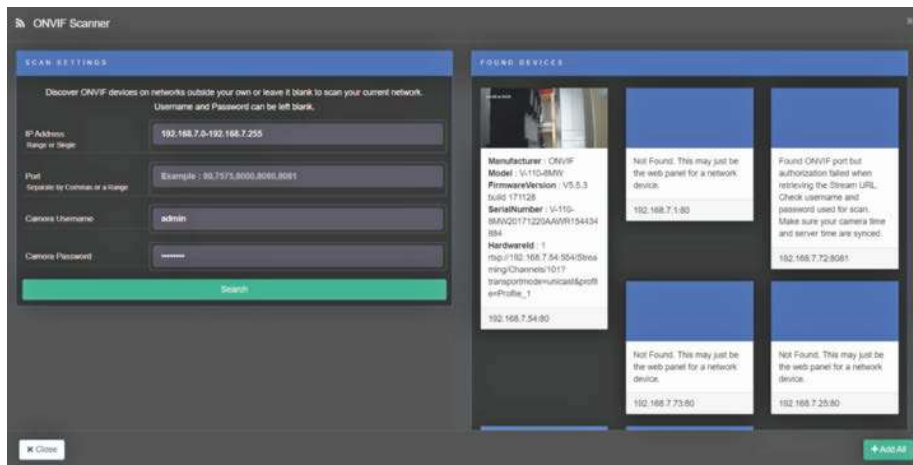 ONVIF Scanner
SCAN SETTINGS
Discover ONVIF devices on networks outside your own or leave it blank to scan your current network.
Username and Password can be left blank.
IP Address
Range or Single
192.168.7.0-192.168.7.255
Port
Separate by Commas or a Range
Example : 80,7575,8000,8080,8081
Camera Username
admin
Camera Password
Search
FOUND DEVICES
Manufacturer : ONVIF
Model : V-110-8MW
FirmwareVersion : V5.5.3
build 171128
SerialNumber : V-110-
8MW20171220AAWR154434
884
HardwareId : 1
rtsp://192.168.7.54:554/Strea
ming/Channels/101?
transportmode=unicast&profil
e=Profile_1
192.168.7.54:80
Not Found. This may just be
the web panel for a network
device.
192.168.7.1:80
Found ONVIF port but
authorization failed when
retrieving the Stream URL.
Check username and
password used for scan.
Make sure your camera time
and server time are synced.
192.168.7.72:8081
Not Found. This may just be
the web panel for a network
device.
192.168.7.73:80
Not Found. This may just be
the web panel for a network
device.
192.168.7.25:80
Close
Add All